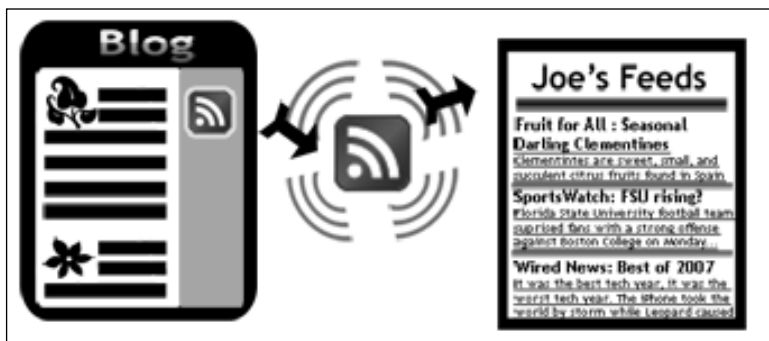 Blog
Joe's Feeds
Fruit for All : Seasonal
Darling Clementines
Clementintes are sweet, small, and
succulent citrus fruits found in Spain
SportsWatch: FSU rising?
Florida State University football team
suprised fans with a strong offense
against Boston College on Monday...
Wired News: Best of 2007
It was the best tech year, it was the
worst tech year. The iPhone took the
world by storm while Leopard caused